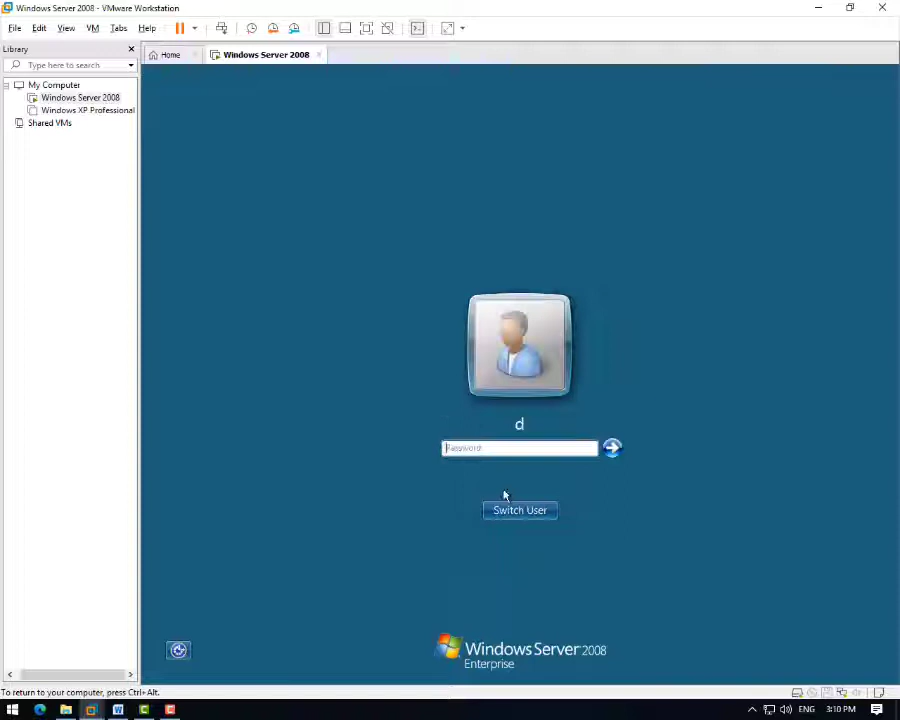 Windows Server 2008 - VMware Workstation
File Edit View VM Tabs Help
Library
Type here to search
Home
Windows Server 2008
My Computer
Windows Server 2008
Windows XP Professional
Shared VMs
d
Password
Switch User
Windows Server 2008
Enterprise
To return to your computer, press Ctrl+Alt.
ENG 3:10 PM